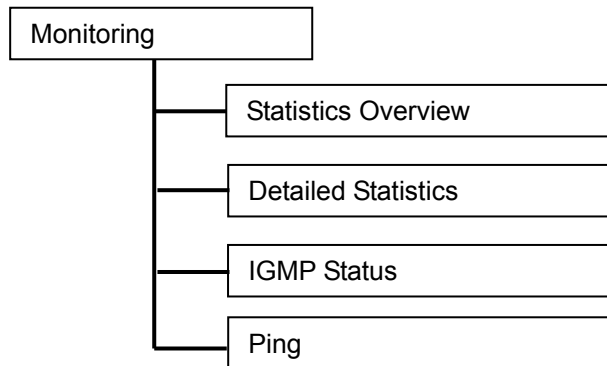 Monitoring
Statistics Overview
Detailed Statistics
IGMP Status
Ping